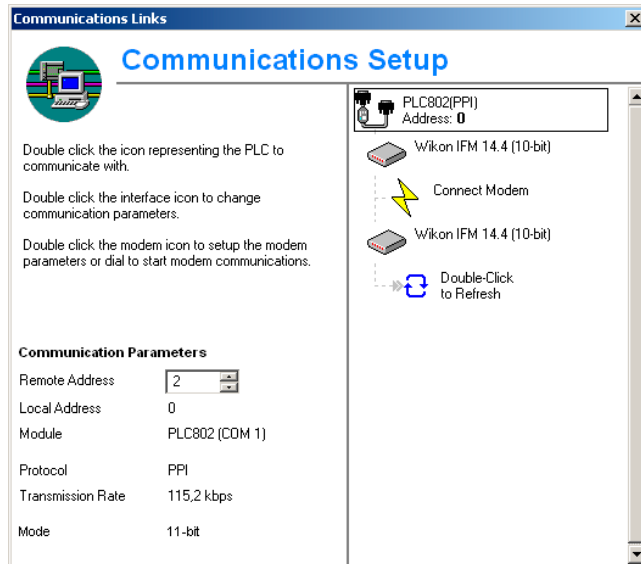 Communications Links
Communications Setup
Double click the icon representing the PLC to
communicate with.
Double click the interface icon to change
communication parameters.
Double click the modem icon to setup the modem
parameters or dial to start modem communications.
Communication Parameters
Remote Address 2
Local Address 0
Module PLC802 (COM 1)
Protocol PPI
Transmission Rate 115,2 kbps
Mode 11-bit
PLC802(PPI)
Address: 0
Wikon IFM 14.4 (10-bit)
Connect Modem
Wikon IFM 14.4 (10-bit)
Double-Click
to Refresh